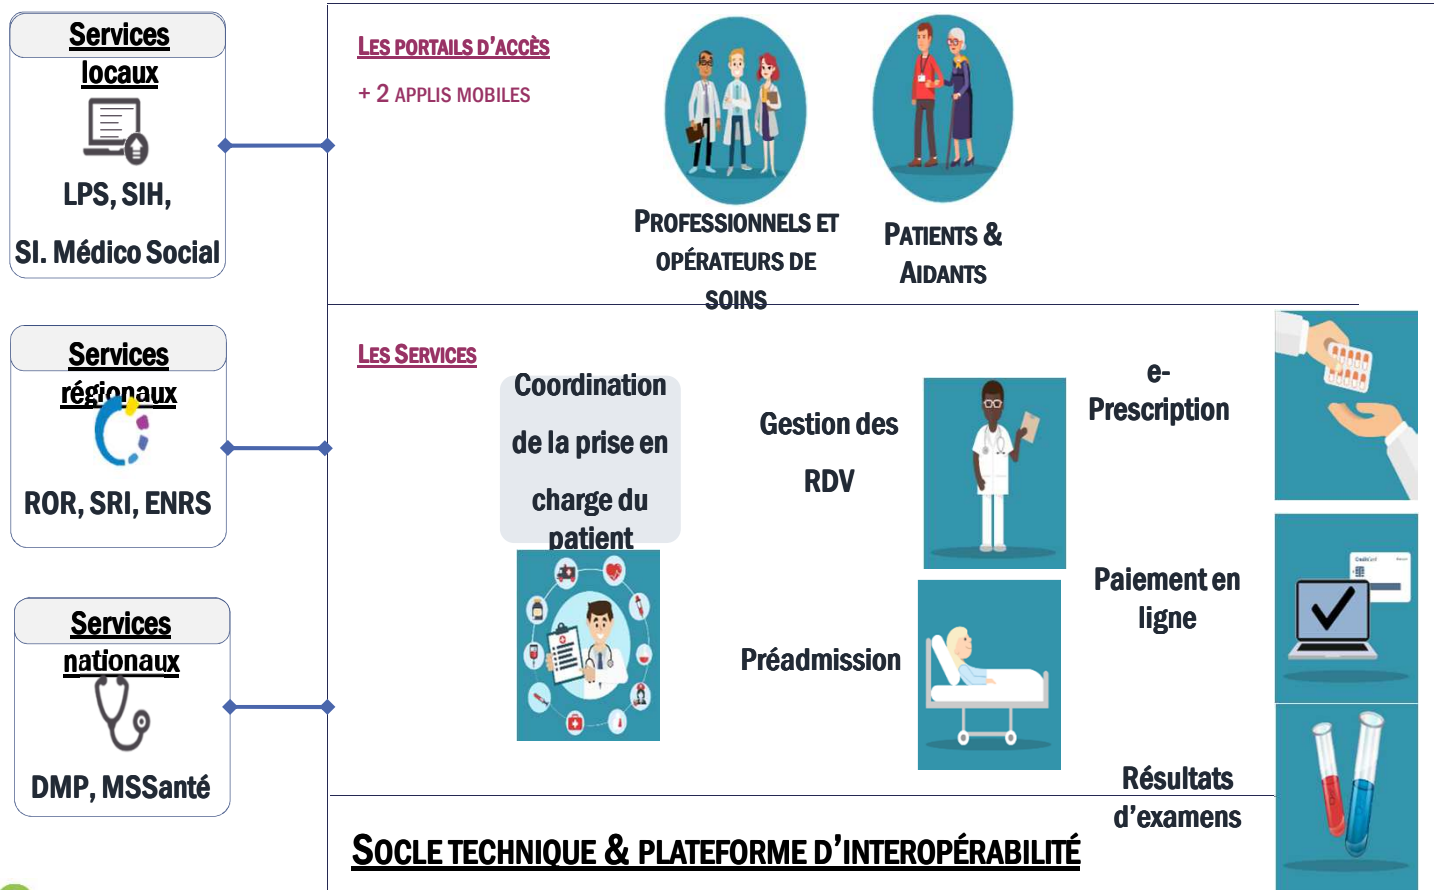 Services
locaux
LPS, SIH,
SI. Médico Social
Services
régionaux
ROR, SRI, ENRS
Services
nationaux
DMP, MSSanté
LES PORTAILS D’ACCÈS
+ 2 APPLIS MOBILES
PROFESSIONNELS ET
OPÉRATEURS DE
SOINS
PATIENTS &
AIDANTS
LES SERVICES
Coordination
de la prise en
charge du
patient
Gestion des
RDV
Préadmission
e-
Prescription
Paiement en
ligne
Résultats
d’examens
SOCLE TECHNIQUE & PLATEFORME D’INTEROPÉRABILITÉ